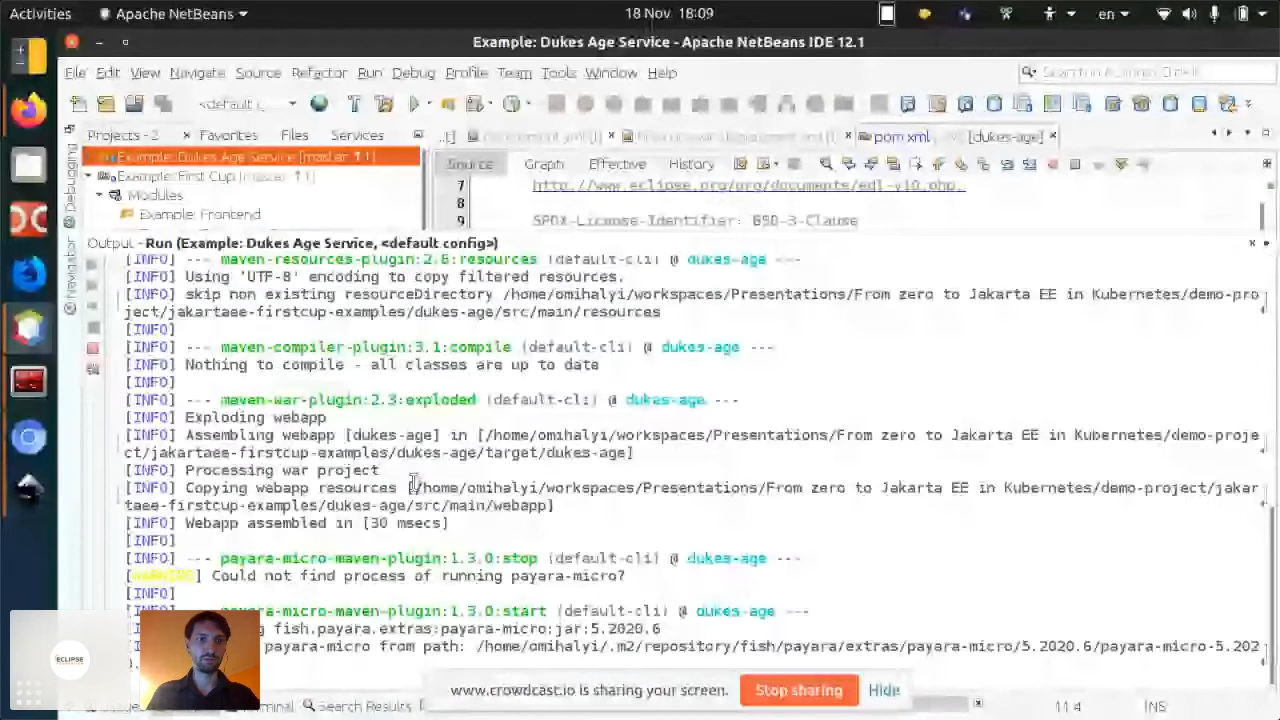 Activities Apache NetBeans 18 Nov 18:09 en
Example: Dukes Age Service - Apache NetBeans IDE 12.1
File Edit View Navigate Source Refactor Run Debug Profile Team Tools Window Help
<default c
Projects - 2 × Favorites Files Services pom.xml [dukes-age] ×
Example: Dukes Age Service [master ↑1] Source Graph Effective History
Example: First Cup [master ↑1] 7 http://www.eclipse.org/org/documents/edl-v10.php.
Modules 8
Example: Frontend 9 SPDX-License-Identifier: BSD-3-Clause
Debugging
Navigator
Output - Run (Example: Dukes Age Service, <default config>)
[INFO] --- maven-resources-plugin:2.6:resources (default-cli) @ dukes-age ---
[INFO] Using 'UTF-8' encoding to copy filtered resources.
[INFO] skip non existing resourceDirectory /home/omihalyi/workspaces/Presentations/From zero to Jakarta EE in Kubernetes/demo-pro
ject/jakartaee-firstcup-examples/dukes-age/src/main/resources
[INFO]
[INFO] --- maven-compiler-plugin:3.1:compile (default-cli) @ dukes-age ---
[INFO] Nothing to compile - all classes are up to date
[INFO]
[INFO] --- maven-war-plugin:2.3:exploded (default-cli) @ dukes-age ---
[INFO] Exploding webapp
[INFO] Assembling webapp [dukes-age] in [/home/omihalyi/workspaces/Presentations/From zero to Jakarta EE in Kubernetes/demo-proje
ct/jakartaee-firstcup-examples/dukes-age/target/dukes-age]
[INFO] Processing war project
[INFO] Copying webapp resources [/home/omihalyi/workspaces/Presentations/From zero to Jakarta EE in Kubernetes/demo-project/jakar
taee-firstcup-examples/dukes-age/src/main/webapp]
[INFO] Webapp assembled in [30 msecs]
[INFO]
[INFO] --- payara-micro-maven-plugin:1.3.0:stop (default-cli) @ dukes-age ---
[WARNING] Could not find process of running payara-micro?
[INFO]
payara-micro-maven-plugin:1.3.0:start (default-cli) @ dukes-age ---
fish.payara.extras:payara-micro:jar:5.2020.6
payara-micro from path: /home/omihalyi/.m2/repository/fish/payara/extras/payara-micro/5.2020.6/payara-micro-5.202
ECLIPSE
www.crowdcast.io is sharing your screen. Stop sharing Hide
Search Results 11:4 INS